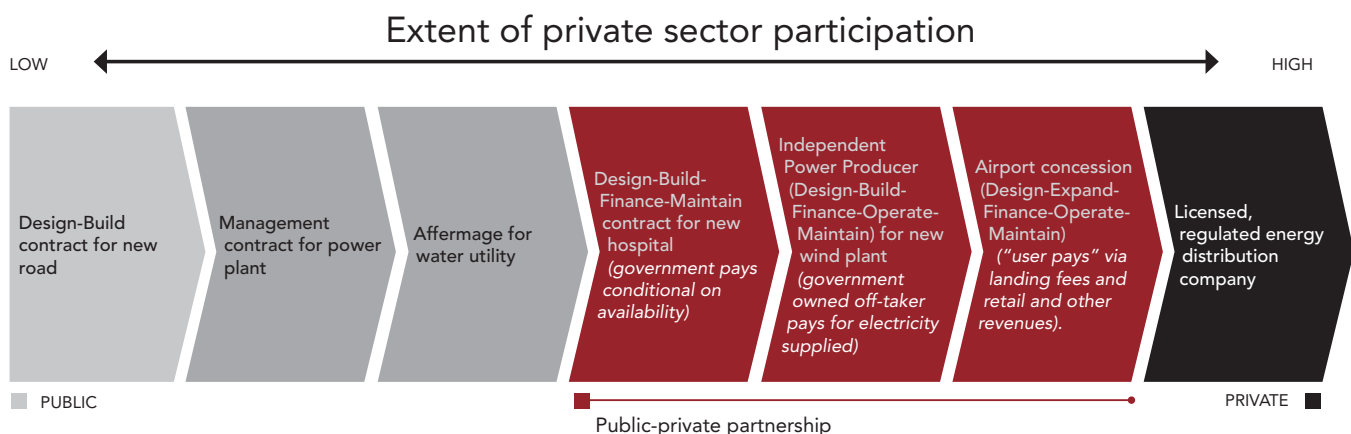 Extent of private sector participation
LOW
HIGH
Design-Build
contract for new
road
Management
contract for power
plant
Affermage for
water utility
Design-Build-
Finance-Maintain
contract for new
hospital
(government pays
conditional on
availability)
Independent
Power Producer
(Design-Build-
Finance-Operate-
Maintain) for new
wind plant
(government
owned off-taker
pays for electricity
supplied)
Airport concession
(Design-Expand-
Finance-Operate-
Maintain)
(“user pays” via
landing fees and
retail and other
revenues).
Licensed,
regulated energy
distribution
company
PUBLIC
PRIVATE
Public-private partnership